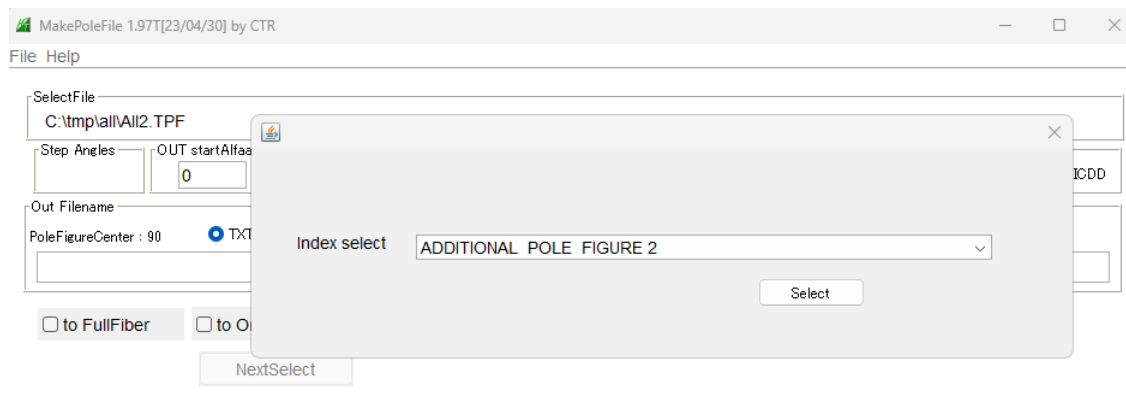 MakePoleFile 1.97T[23/04/30] by CTR
File Help
SelectFile
C:\tmp\all\All2.TPF
Step Angles
OUT startAlfaa
0
ICDD
Out Filename
PoleFigureCenter : 90
TXT
Index select
ADDITIONAL POLE FIGURE 2
Select
to FullFiber
to O
NextSelect